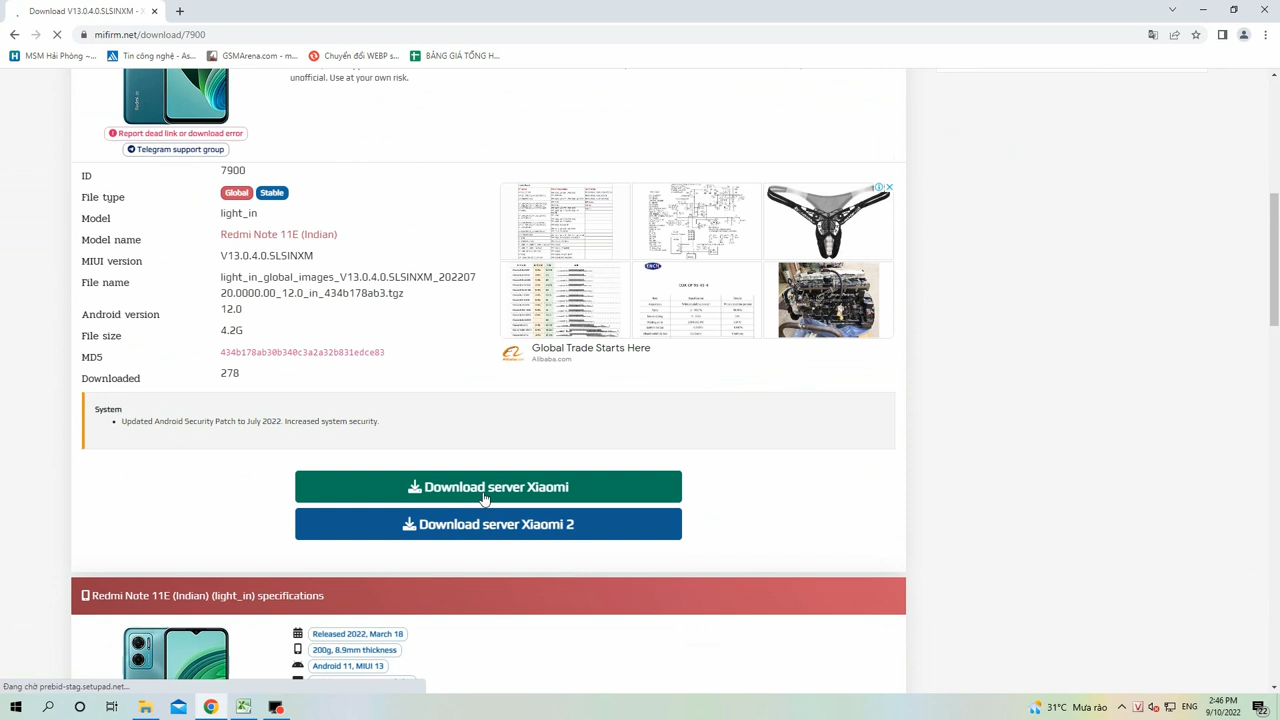 Download V13.0.4.0.SLSINXM - X
mifirm.net/download/7900
MSM Hải Phòng ~...
Tin công nghệ - As...
GSMArena.com - m...
Chuyển đổi WEBP s...
BẢNG GIÁ TỔNG H...
unofficial. Use at your own risk.
Report dead link or download error
Telegram support group
ID 7900
File type Global Stable
Model light_in
Model name Redmi Note 11E (Indian)
MIUI version V13.0.4.0.SLSINXM
File name light_in_global_images_V13.0.4.0.SLSINXM_202207
20.0000.00_12.0_in_434b178ab3.tgz
Android version 12.0
File size 4.2G
MD5 434b178ab30b340c3a2a32b831edce83
Downloaded 278
Global Trade Starts Here
Alibaba.com
System
Updated Android Security Patch to July 2022. Increased system security.
Download server Xiaomi
Download server Xiaomi 2
Redmi Note 11E (Indian) (light_in) specifications
Released 2022, March 18
200g, 8.9mm thickness
Android 11, MIUI 13
Đang chờ prebid-stag.setupad.net...
31°C Mưa rào
ENG
2:46 PM
9/10/2022
22